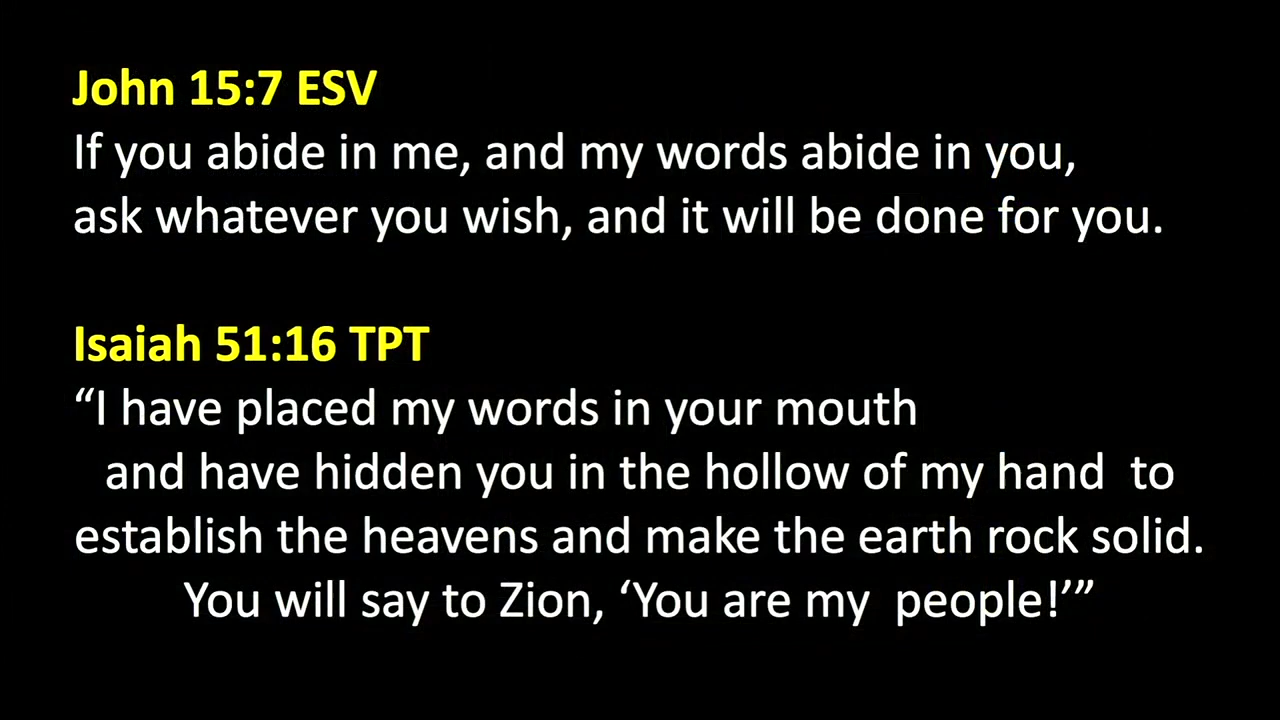 John 15:7 ESV
If you abide in me, and my words abide in you,
ask whatever you wish, and it will be done for you.
Isaiah 51:16 TPT
“I have placed my words in your mouth
and have hidden you in the hollow of my hand  to
establish the heavens and make the earth rock solid.
You will say to Zion, ‘You are my  people!’”